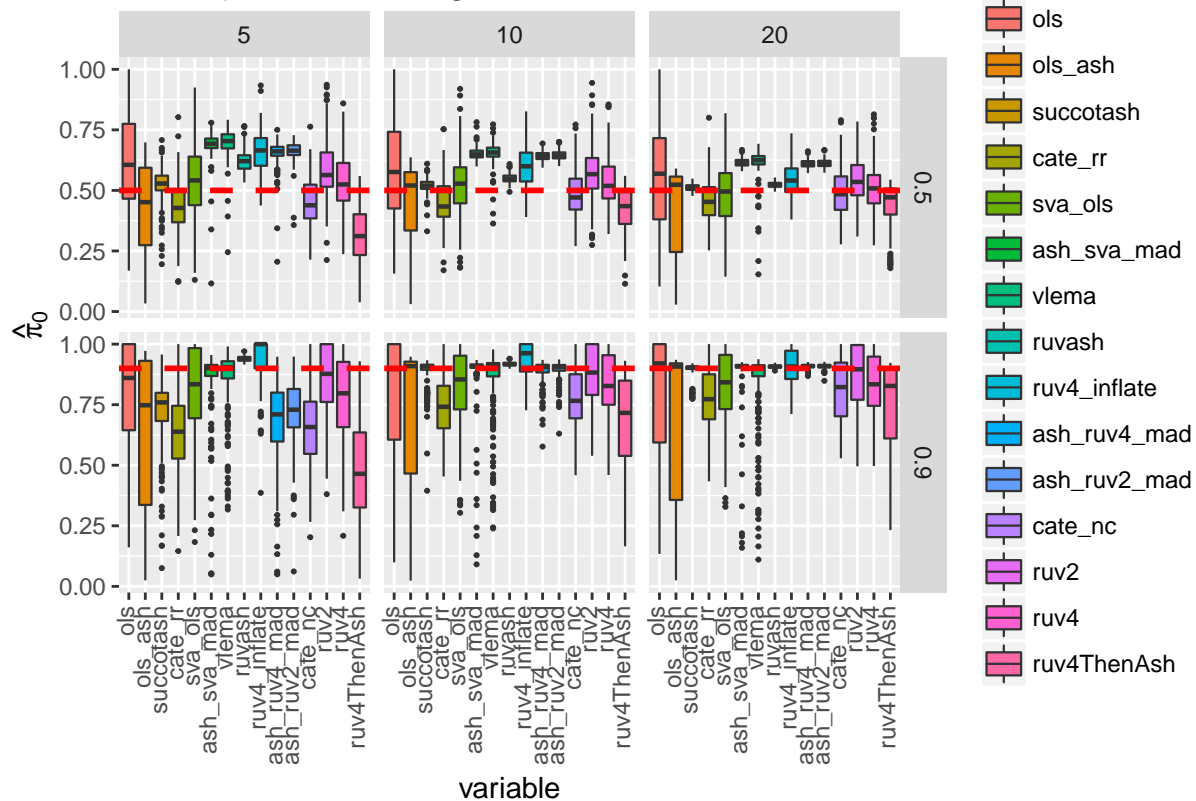 5 10 20
1.00
0.75
0.50
0.25
0.00
0.5
1.00
0.75
0.50
0.25
0.00
0.9
π̂0
ols
ols_ash
succotash
cate_rr
sva_ols
ash_sva_mad
vlema
ruvash
ruv4_inflate
ash_ruv4_mad
ash_ruv2_mad
cate_nc
ruv2
ruv4
ruv4ThenAsh
ols
ols_ash
succotash
cate_rr
sva_ols
ash_sva_mad
vlema
ruvash
ruv4_inflate
ash_ruv4_mad
ash_ruv2_mad
cate_nc
ruv2
ruv4
ruv4ThenAsh
ols
ols_ash
succotash
cate_rr
sva_ols
ash_sva_mad
vlema
ruvash
ruv4_inflate
ash_ruv4_mad
ash_ruv2_mad
cate_nc
ruv2
ruv4
ruv4ThenAsh
variable
ols
ols_ash
succotash
cate_rr
sva_ols
ash_sva_mad
vlema
ruvash
ruv4_inflate
ash_ruv4_mad
ash_ruv2_mad
cate_nc
ruv2
ruv4
ruv4ThenAsh